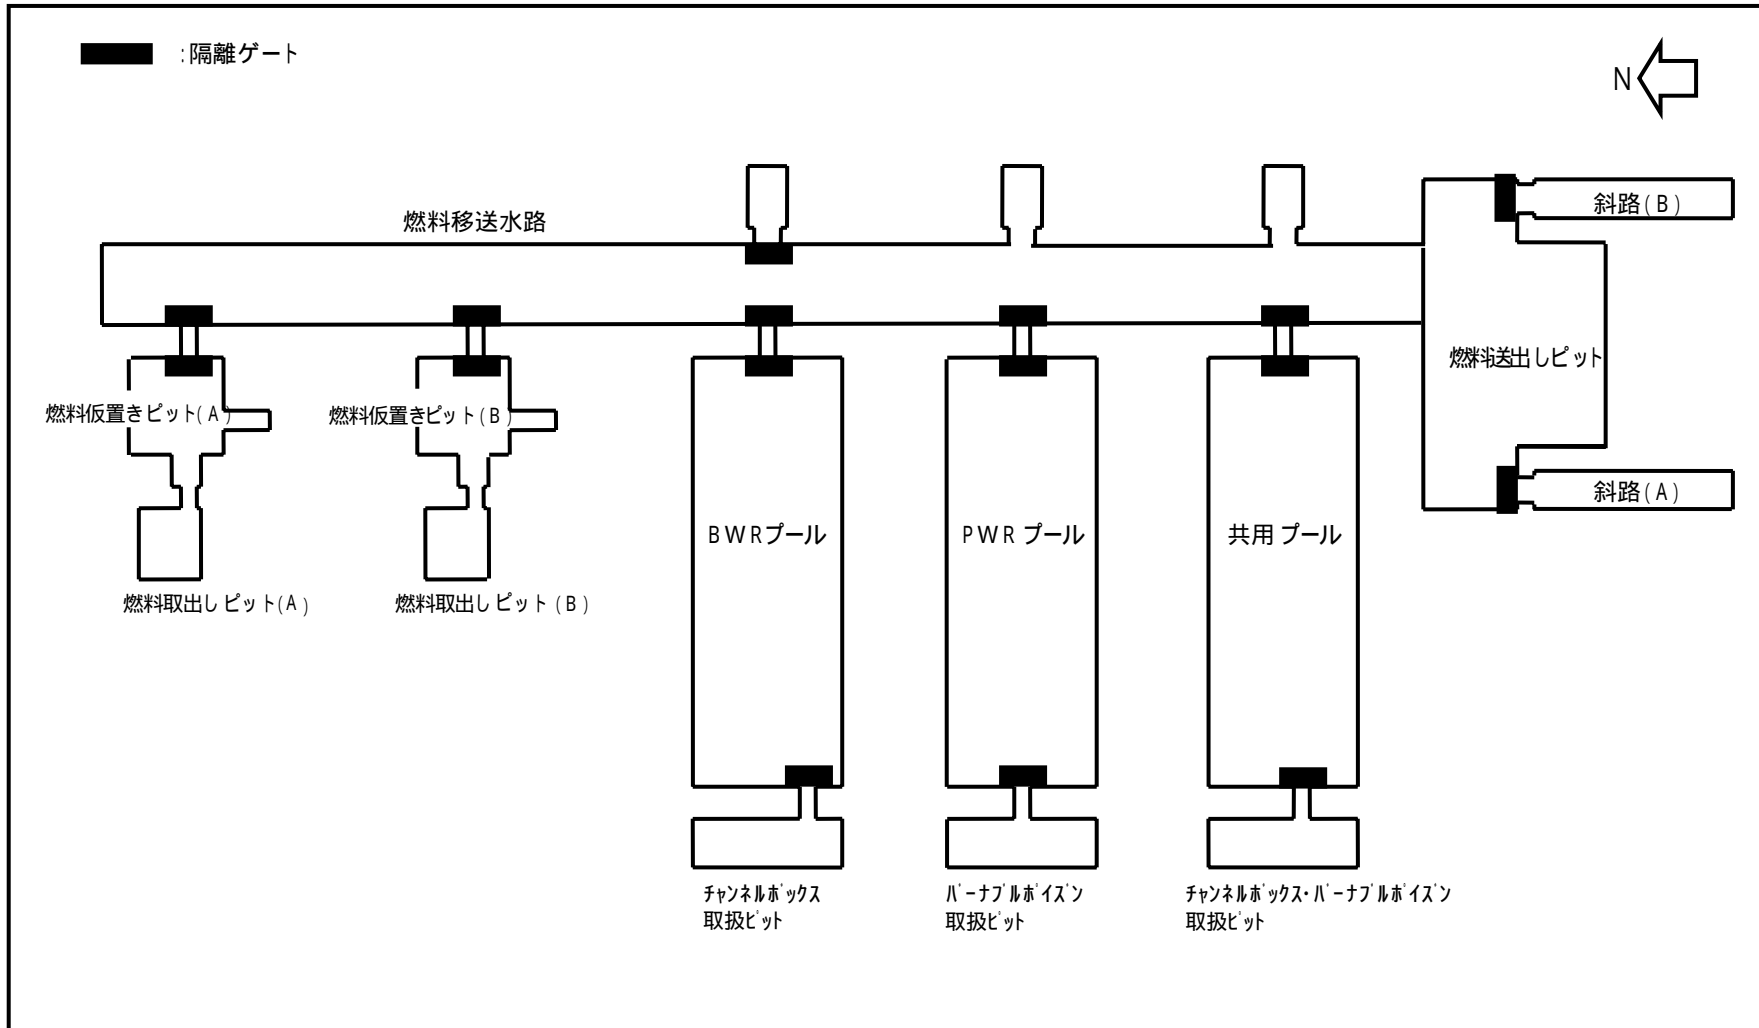 :隔離ゲート
N
燃料移送水路
斜路(B)
燃料送出しピット
燃料仮置きピット(A)
燃料仮置きピット(B)
斜路(A)
BWRプール
PWRプール
共用プール
燃料取出しピット(A)
燃料取出しピット(B)
チャンネルボックス
取扱ピット
バーナブルポイズン
取扱ピット
チャンネルボックス・バーナブルポイズン
取扱ピット